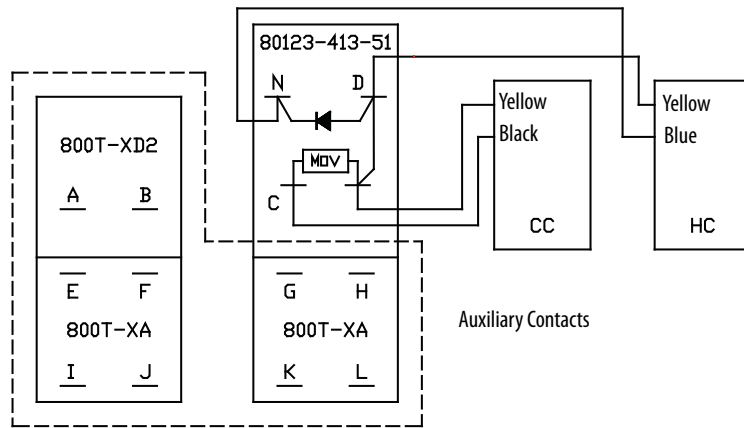 80123-413-51
N D
MOV
C
800T-XD2
A B
E F
800T-XA
I J
G H
800T-XA
K L
Yellow
Black
CC
Yellow
Blue
HC
Auxiliary Contacts